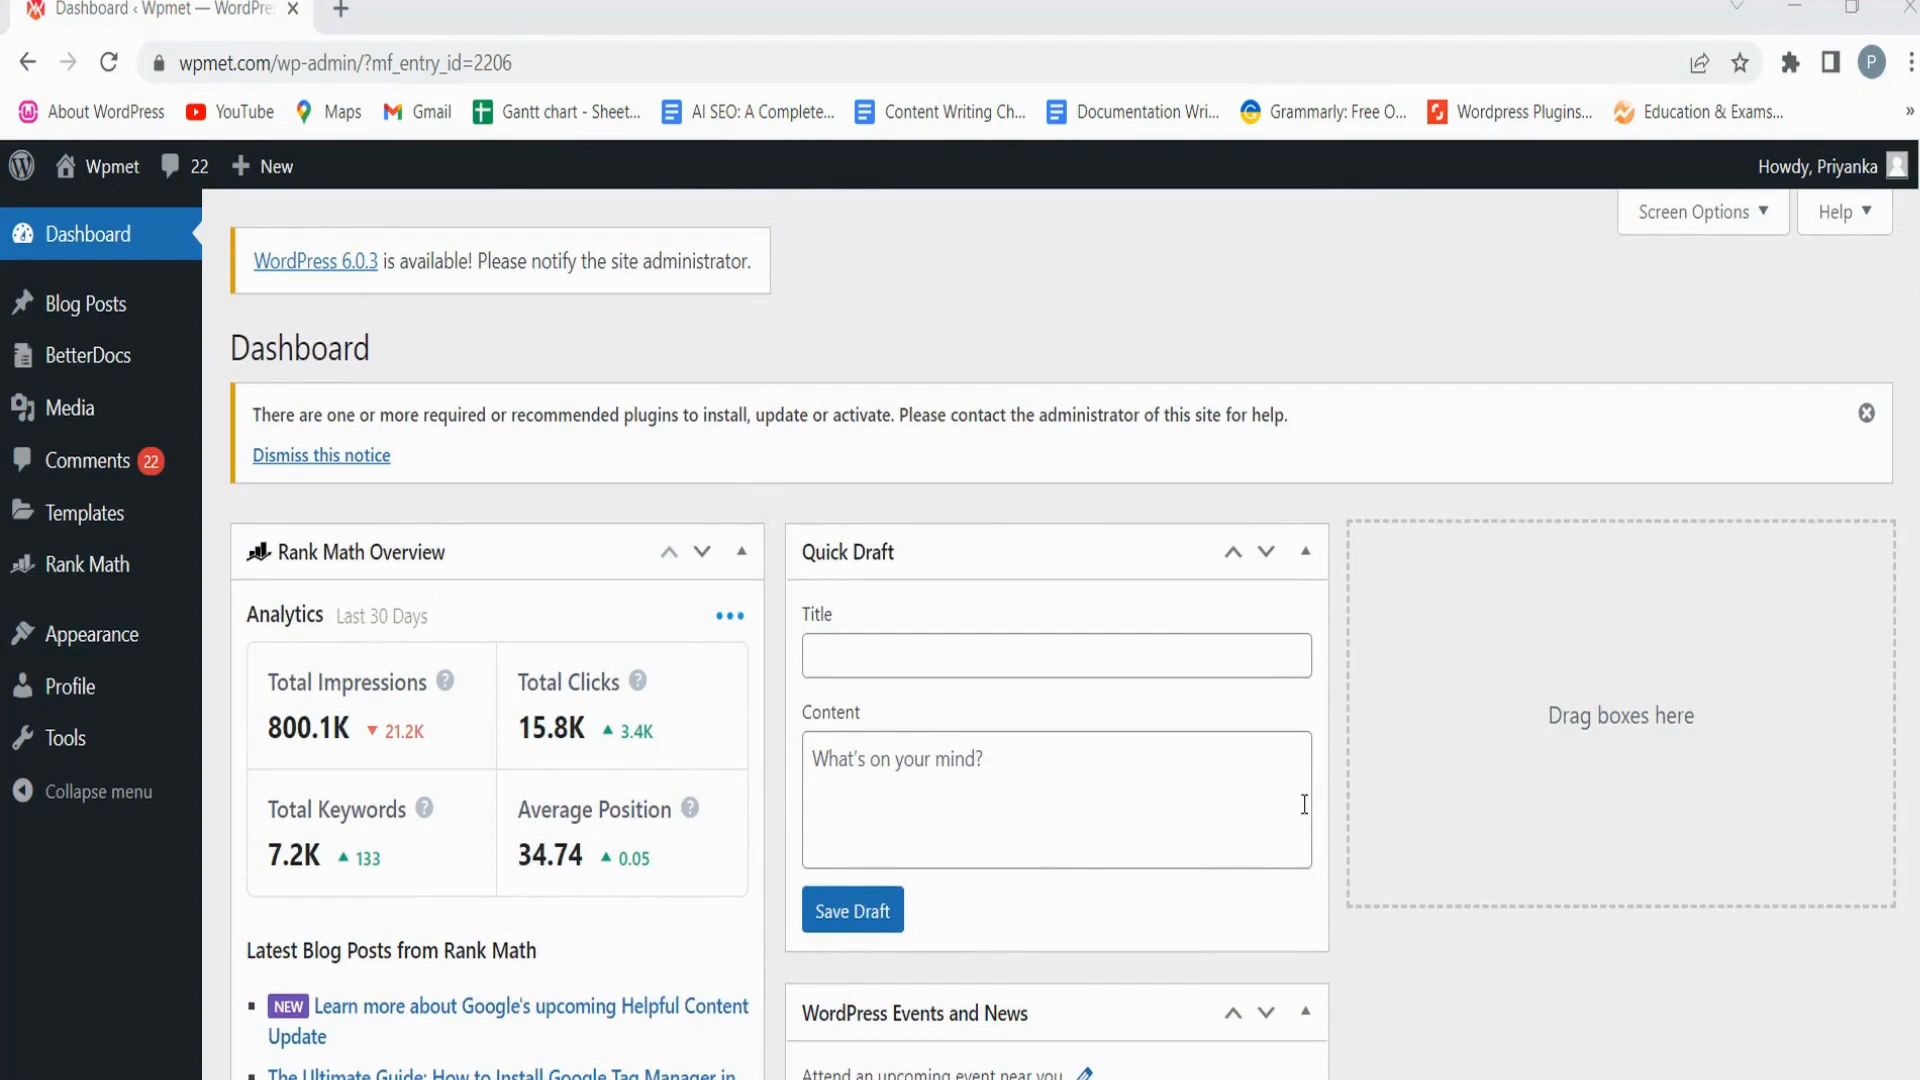 Dashboard ‹ Wpmet — WordPre
wpmet.com/wp-admin/?mf_entry_id=2206
P
About WordPress YouTube Maps Gmail Gantt chart - Sheet... AI SEO: A Complete... Content Writing Ch... Documentation Wri... Grammarly: Free O... Wordpress Plugins... Education & Exams... »
Wpmet 22 New Howdy, Priyanka
Screen Options ▼ Help ▼
Dashboard
Blog Posts
BetterDocs
Media
Comments 22
Templates
Rank Math
Appearance
Profile
Tools
Collapse menu
WordPress 6.0.3 is available! Please notify the site administrator.
Dashboard
There are one or more required or recommended plugins to install, update or activate. Please contact the administrator of this site for help.
Dismiss this notice
Rank Math Overview
Analytics Last 30 Days
Total Impressions ?
800.1K ▼ 21.2K
Total Clicks ?
15.8K ▲ 3.4K
Total Keywords ?
7.2K ▲ 133
Average Position ?
34.74 ▲ 0.05
Latest Blog Posts from Rank Math
NEW Learn more about Google's upcoming Helpful Content
Update
The Ultimate Guide: How to Install Google Tag Manager in
Quick Draft
Title
Content
What's on your mind?
Save Draft
WordPress Events and News
Attend an upcoming event near you
Drag boxes here